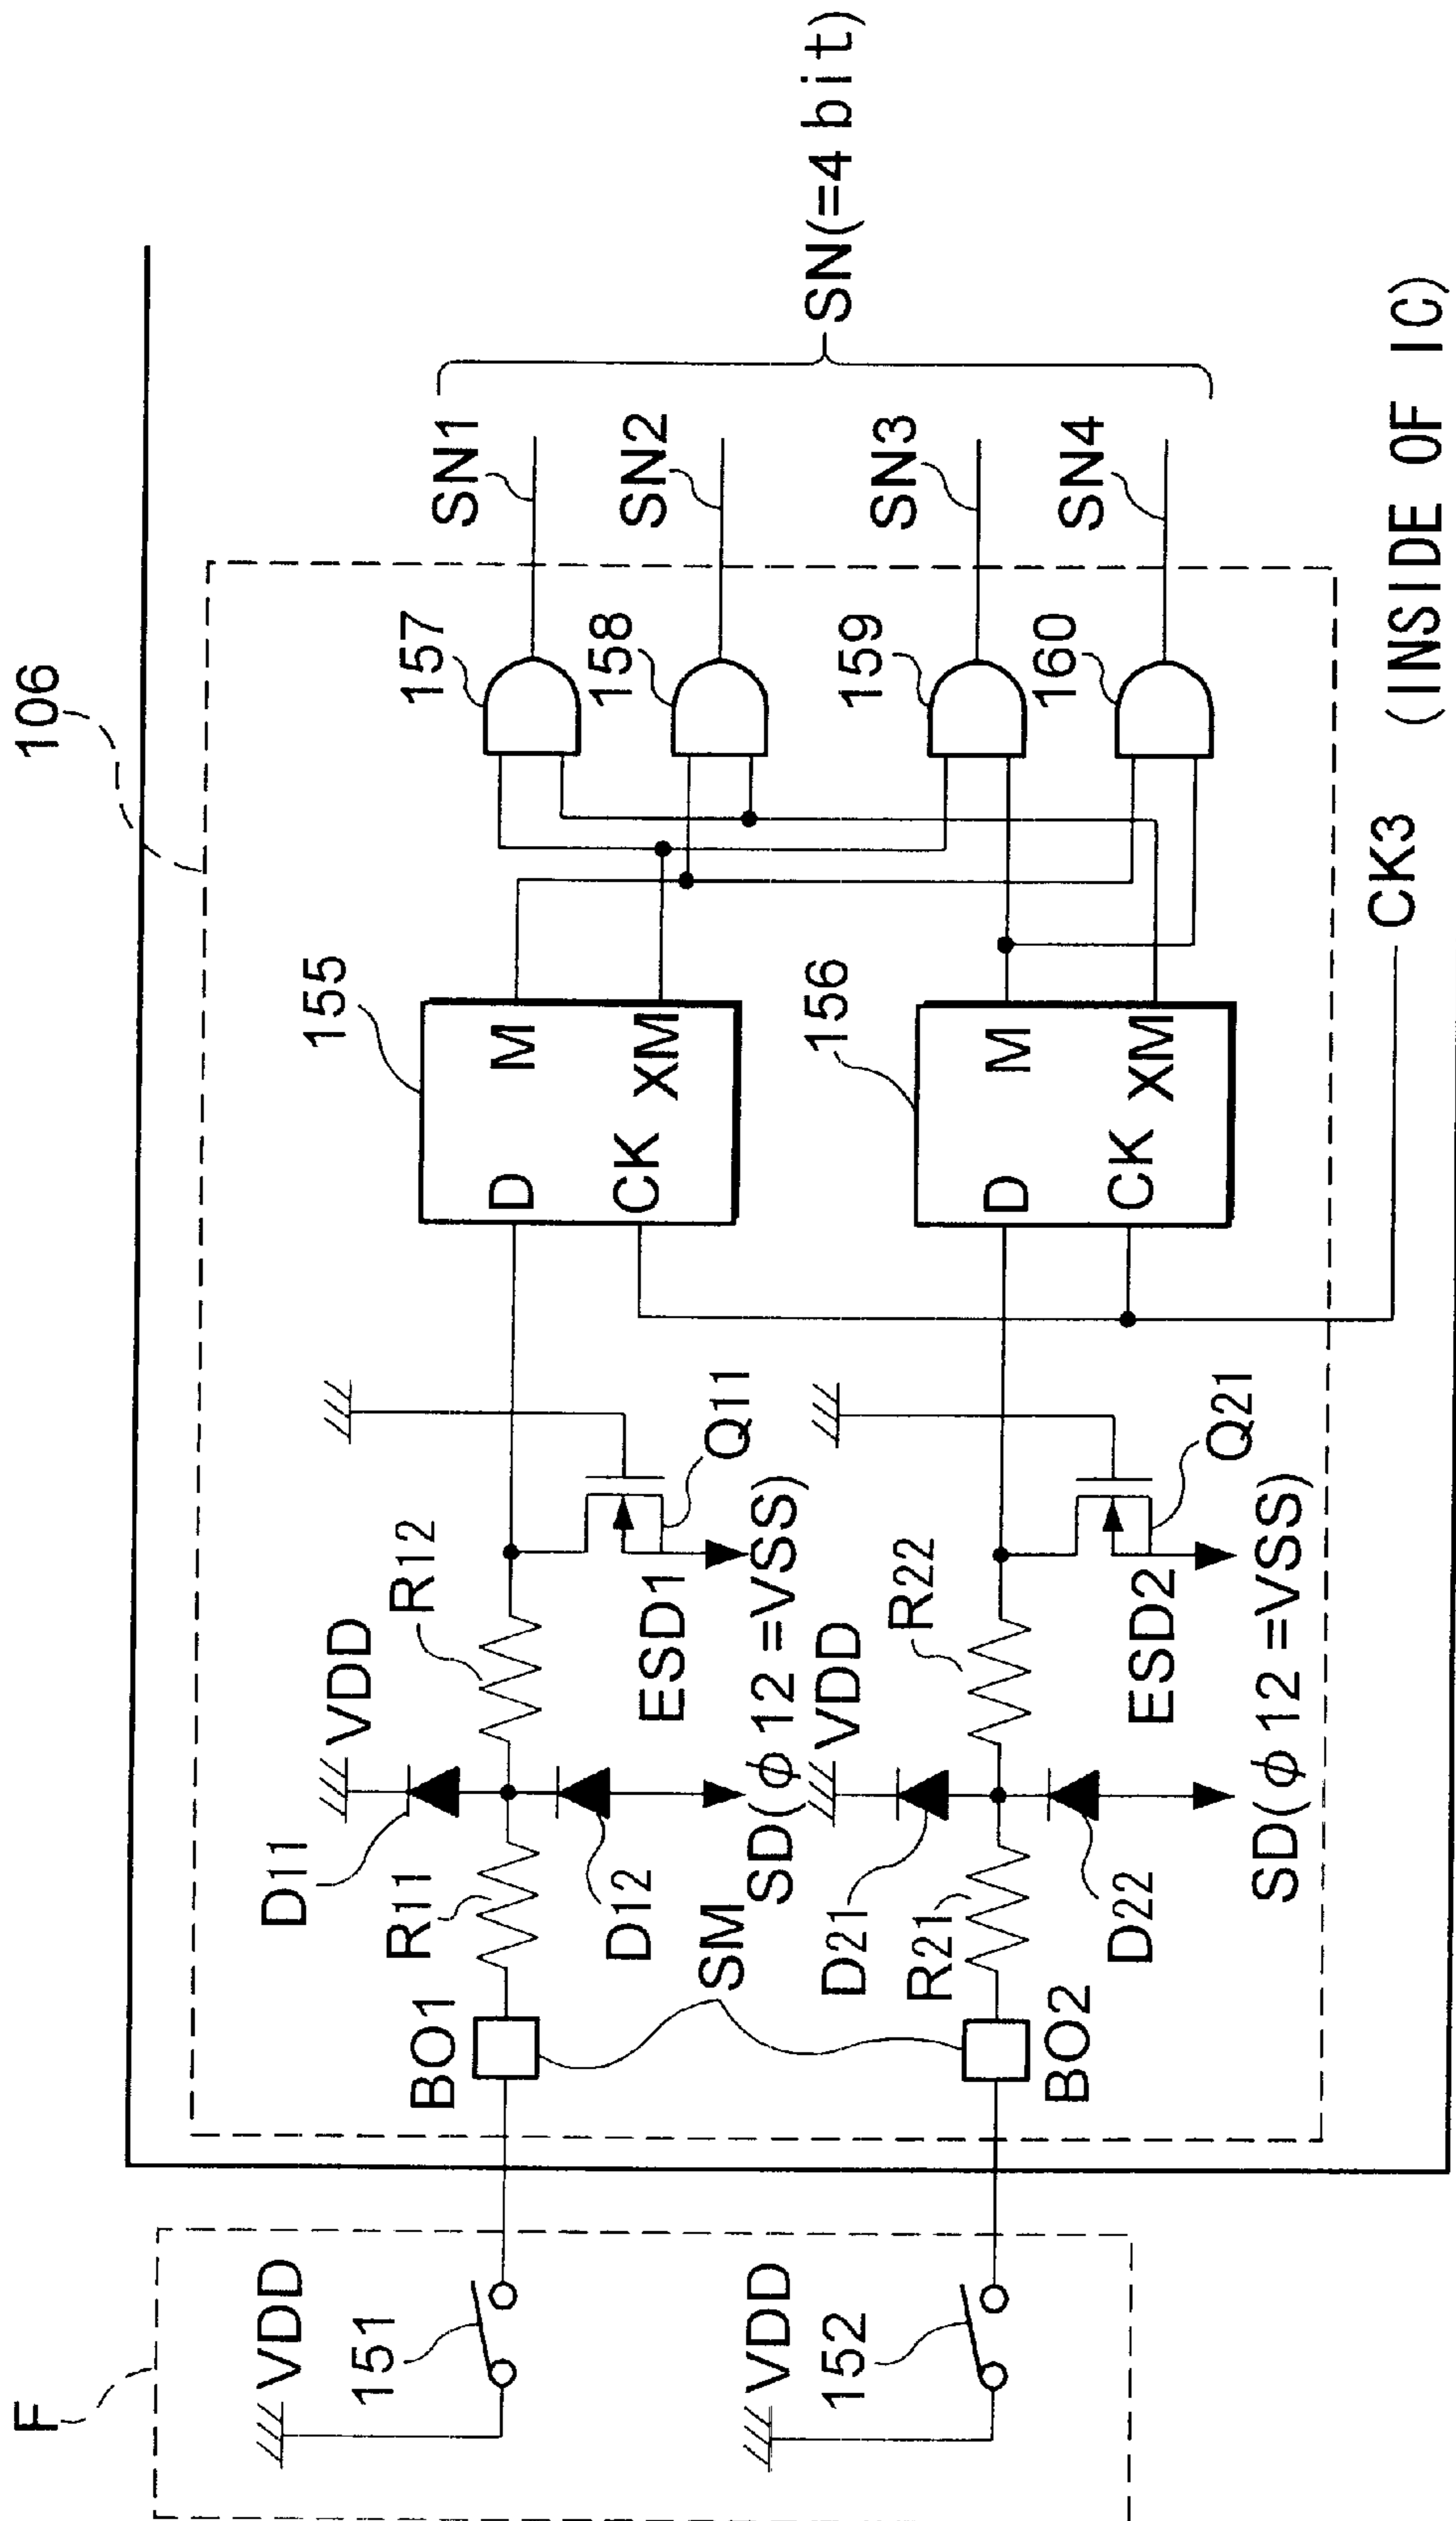 106
F
VDD
151
VDD
152
BO1
BO2
SM
D11
VDD
R11
R12
D12
ESD1
Q11
SD(φ12=VSS)
D21
VDD
R21
R22
D22
ESD2
Q21
SD(φ12=VSS)
155
D
M
CK
XM
156
D
M
CK
XM
157
158
159
160
SN1
SN2
SN3
SN4
SN(=4bit)
CK3
(INSIDE OF IC)